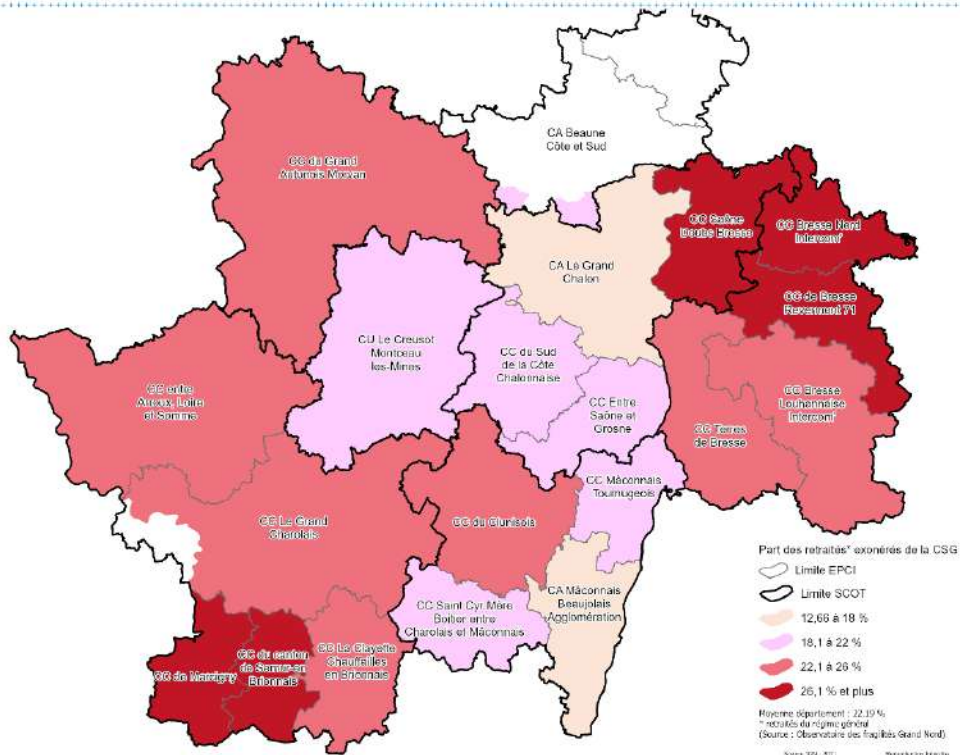 CA Beaune
Côte et Sud
CC du Grand
Autunois Morvan
CC Saône
Doubs Bresse
CC Bresse Nord
Intercom'
CA Le Grand
Chalon
CC de Bresse
Revermont 71
CU Le Creusot
Montceau
les-Mines
CC du Sud
de la Côte
Chalonnaise
CC entre
Arroux, Loire
et Somme
CC Bresse
Louhannaise
Intercom'
CC Entre
Saône et
Grosne
CC Terres
de Bresse
CC Mâconnais
Tournugeois
CC Le Grand
Charolais
CC du Clunisois
CA Mâconnais
Beaujolais
Agglomération
CC Saint Cyr Mère
Boitier entre
Charolais et Mâconnais
CC La Clayette
Chauffailles
en Brionnais
CC du canton
de Semur-en
Brionnais
CC de Marcigny
Part des retraités* exonérés de la CSG
Limite EPCI
Limite SCOT
12,66 à 18 %
18,1 à 22 %
22,1 à 26 %
26,1 % et plus
Moyenne département : 22,19 %
* retraités du régime général
(Source : Observatoire des fragilités Grand Nord)